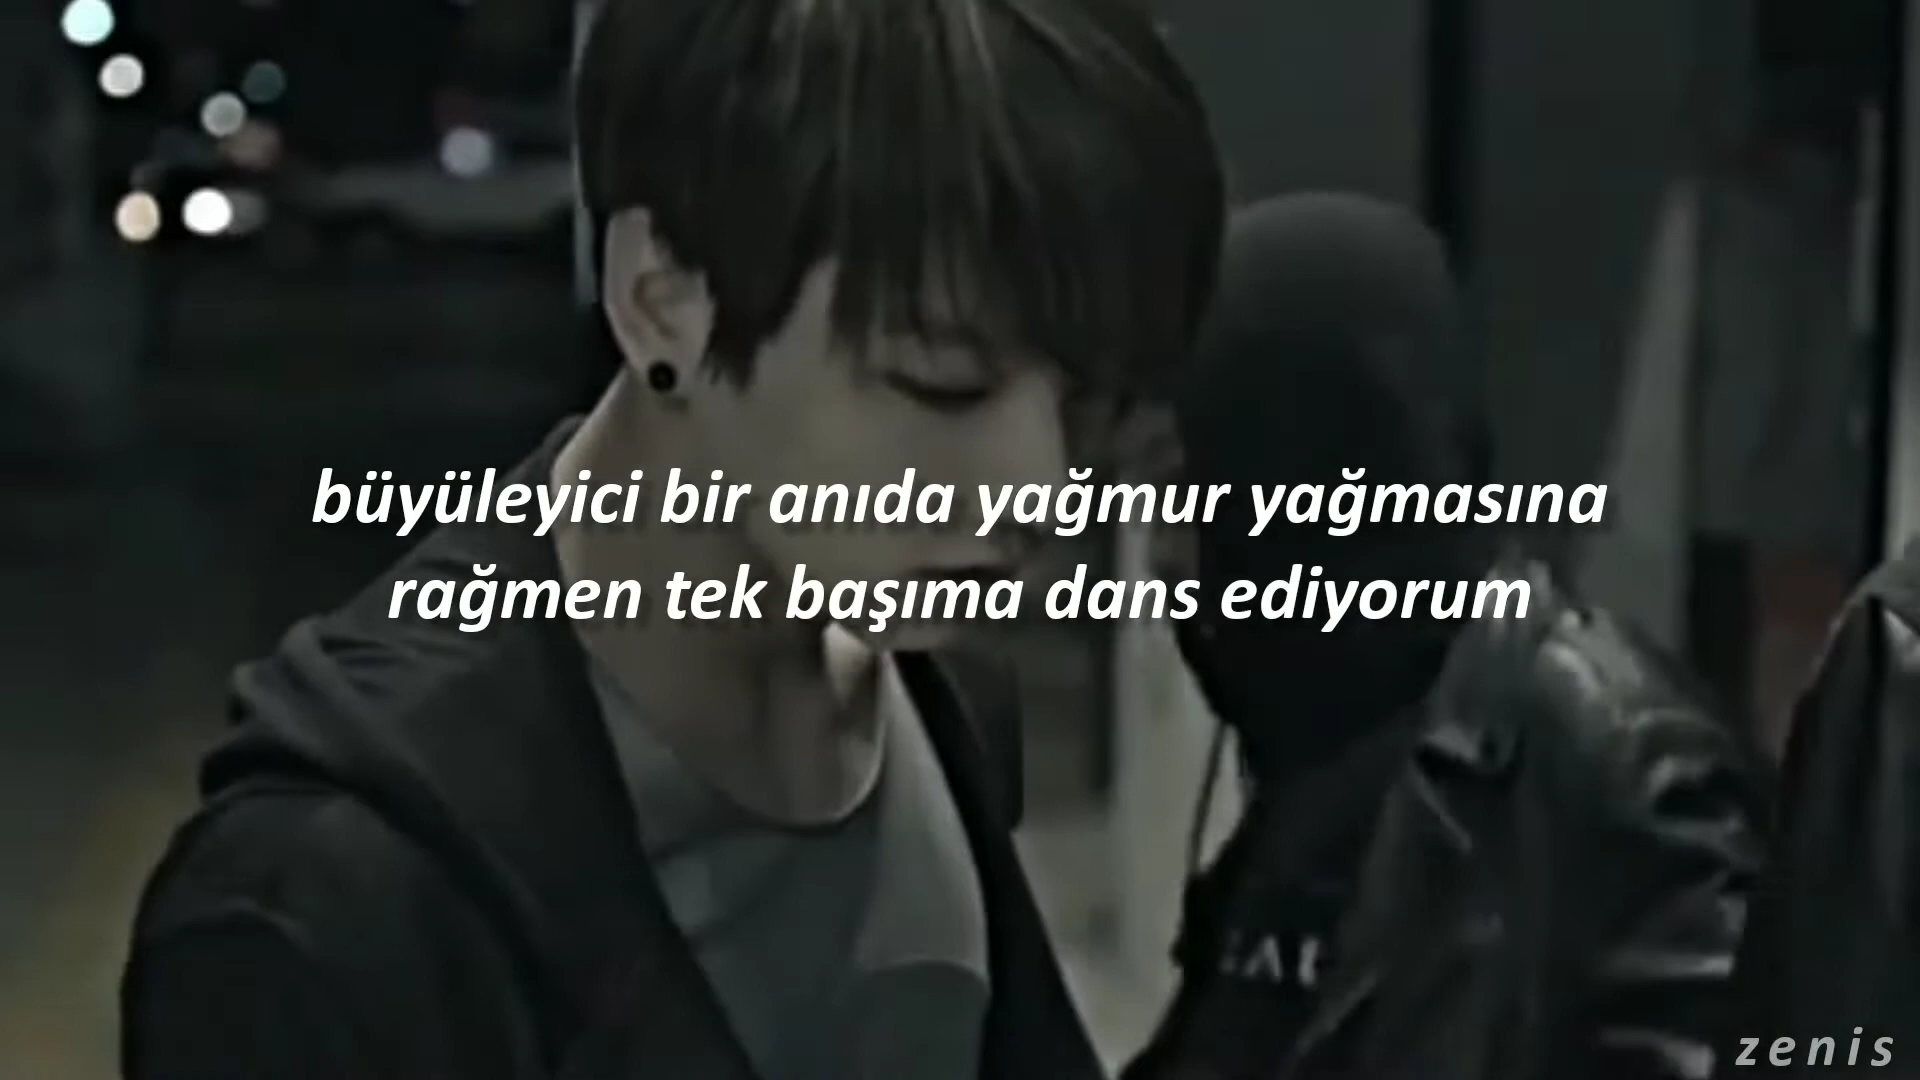 büyüleyici bir anıda yağmur yağmasına
rağmen tek başıma dans ediyorum
zenis